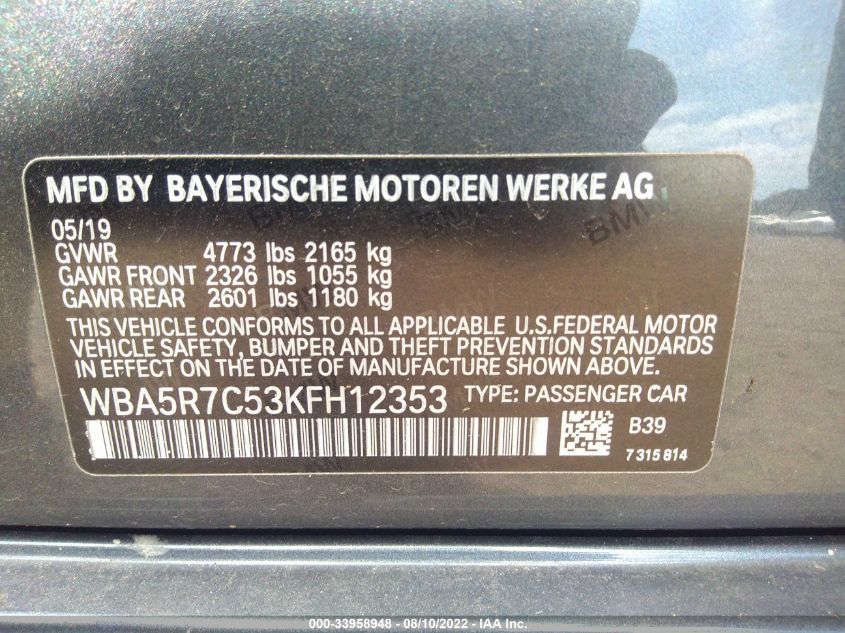 MFD BY BAYERISCHE MOTOREN WERKE AG
05/19
GVWR 4773 lbs 2165 kg
GAWR FRONT 2326 lbs 1055 kg
GAWR REAR 2601 lbs 1180 kg
THIS VEHICLE CONFORMS TO ALL APPLICABLE U.S.FEDERAL MOTOR
VEHICLE SAFETY, BUMPER AND THEFT PREVENTION STANDARDS
IN EFFECT ON THE DATE OF MANUFACTURE SHOWN ABOVE.
WBA5R7C53KFH12353 TYPE: PASSENGER CAR
B39
7 315 814
BMW
000-33958948 - 08/10/2022 - IAA Inc.